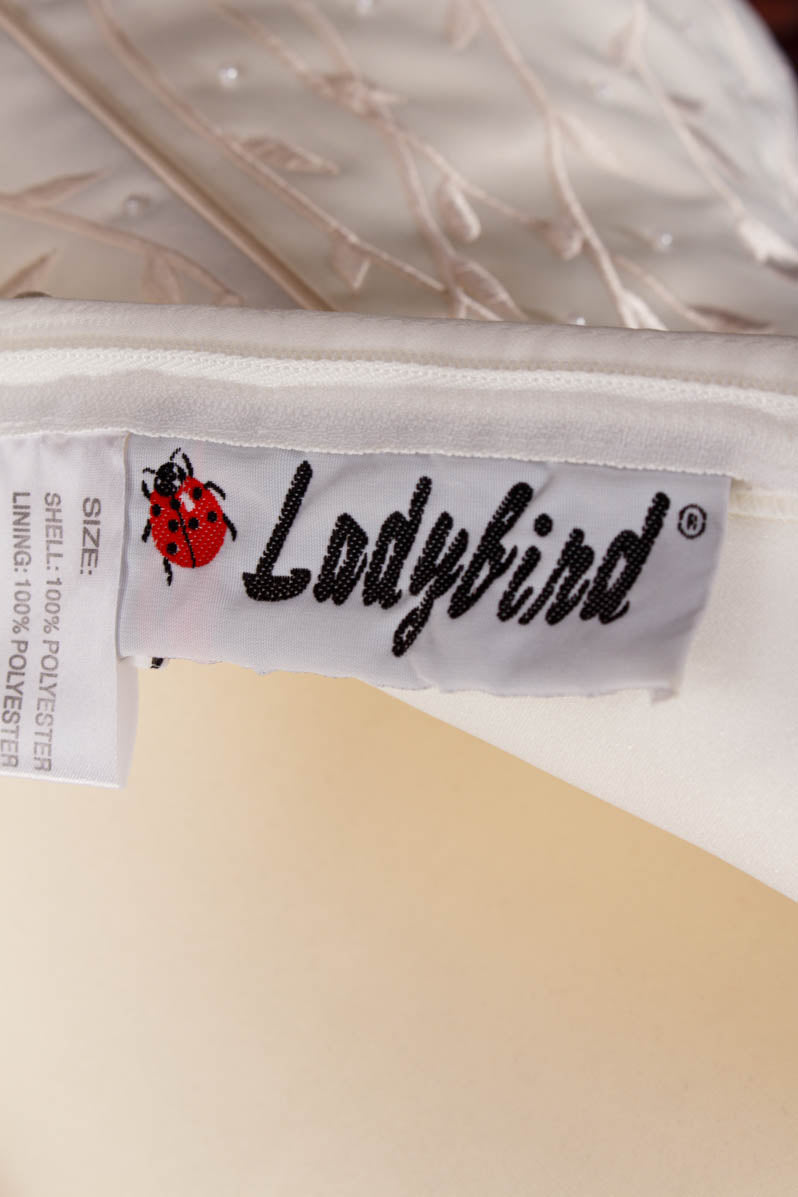 Ladybird®
SIZE:
SHELL: 100% POLYESTER
LINING: 100% POLYESTER